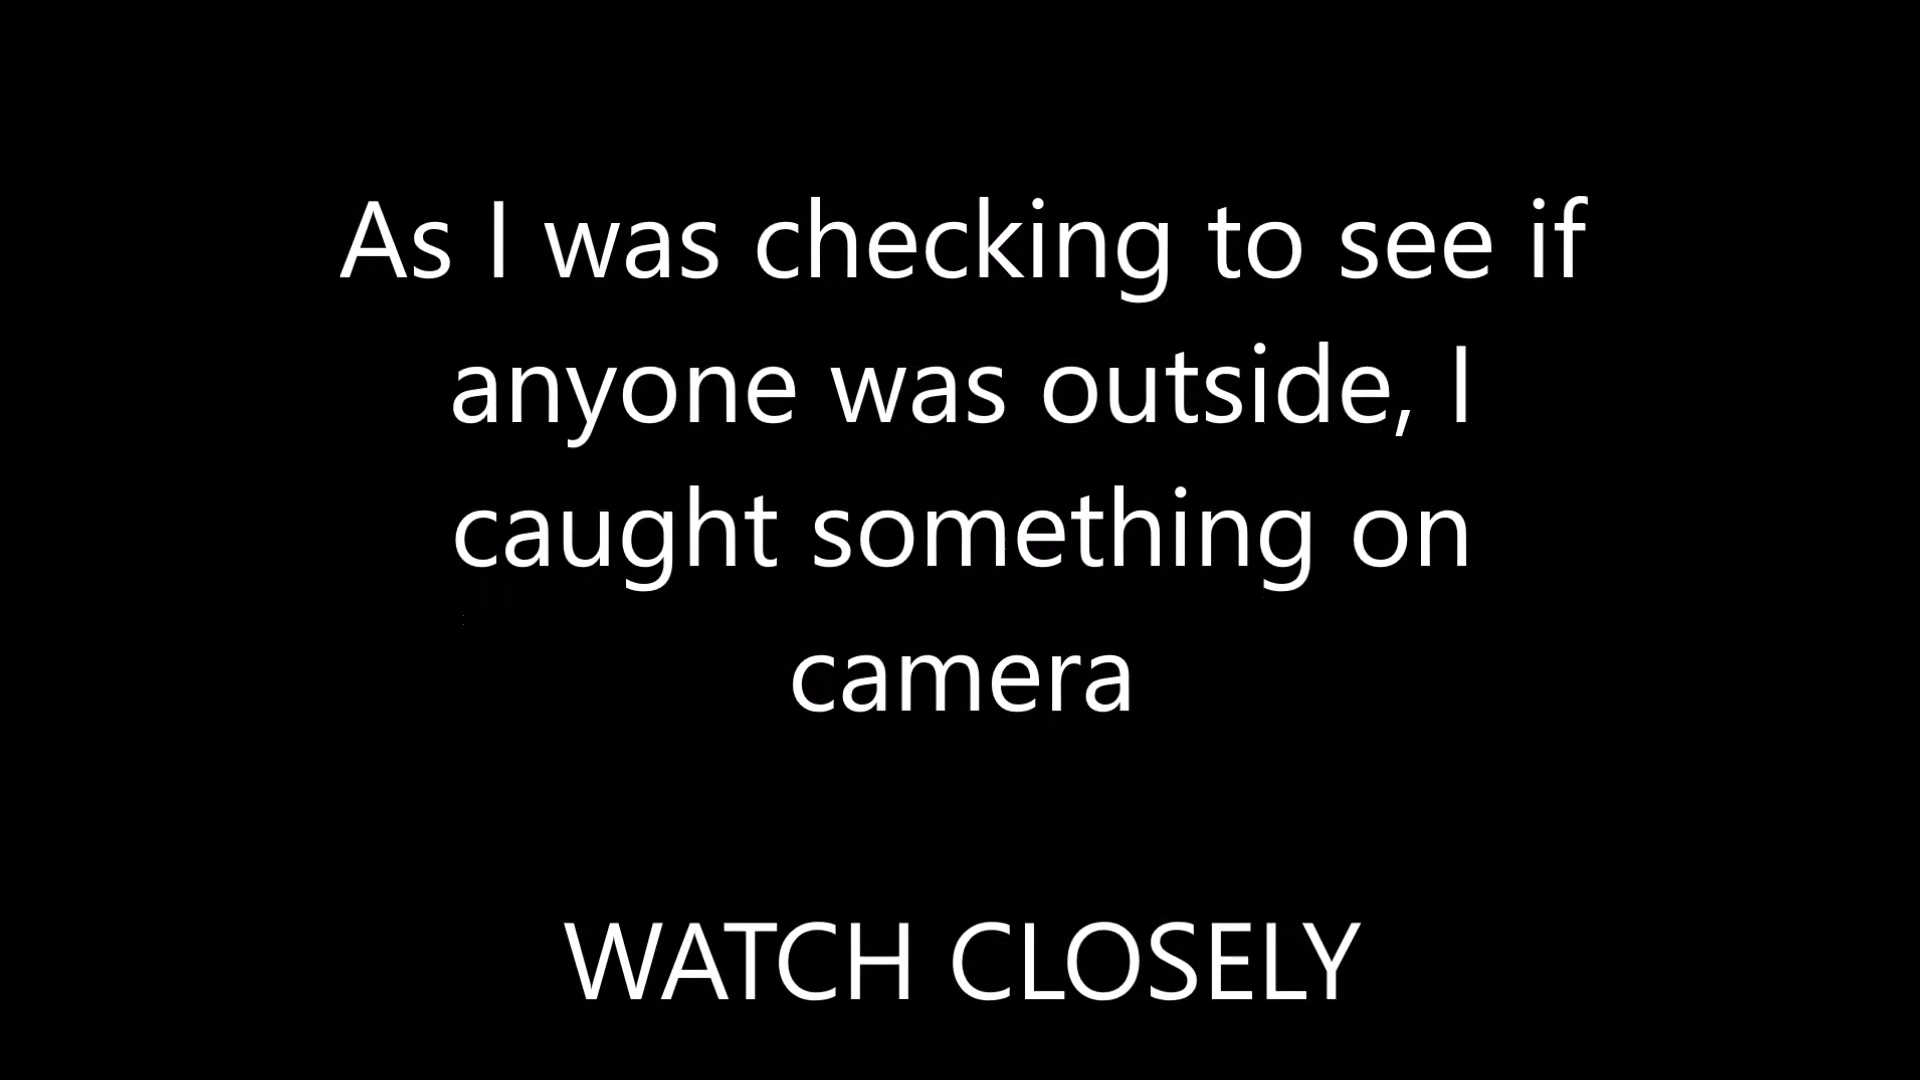 As I was checking to see if
anyone was outside, I
caught something on
camera
WATCH CLOSELY